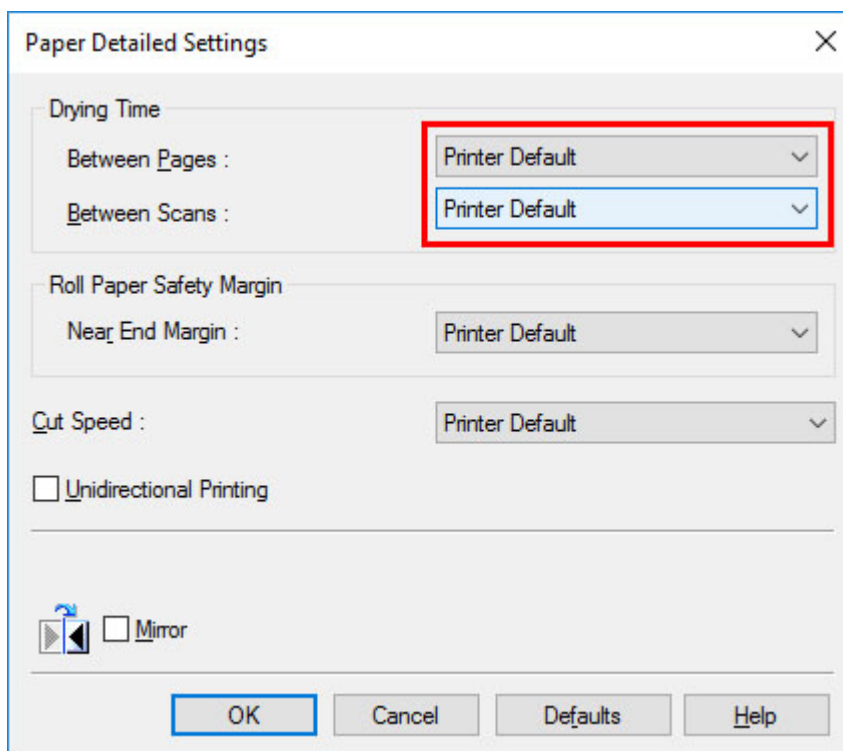 Paper Detailed Settings
Drying Time
Between Pages : Printer Default
Between Scans : Printer Default
Roll Paper Safety Margin
Near End Margin : Printer Default
Cut Speed : Printer Default
Unidirectional Printing
Mirror
OK Cancel Defaults Help